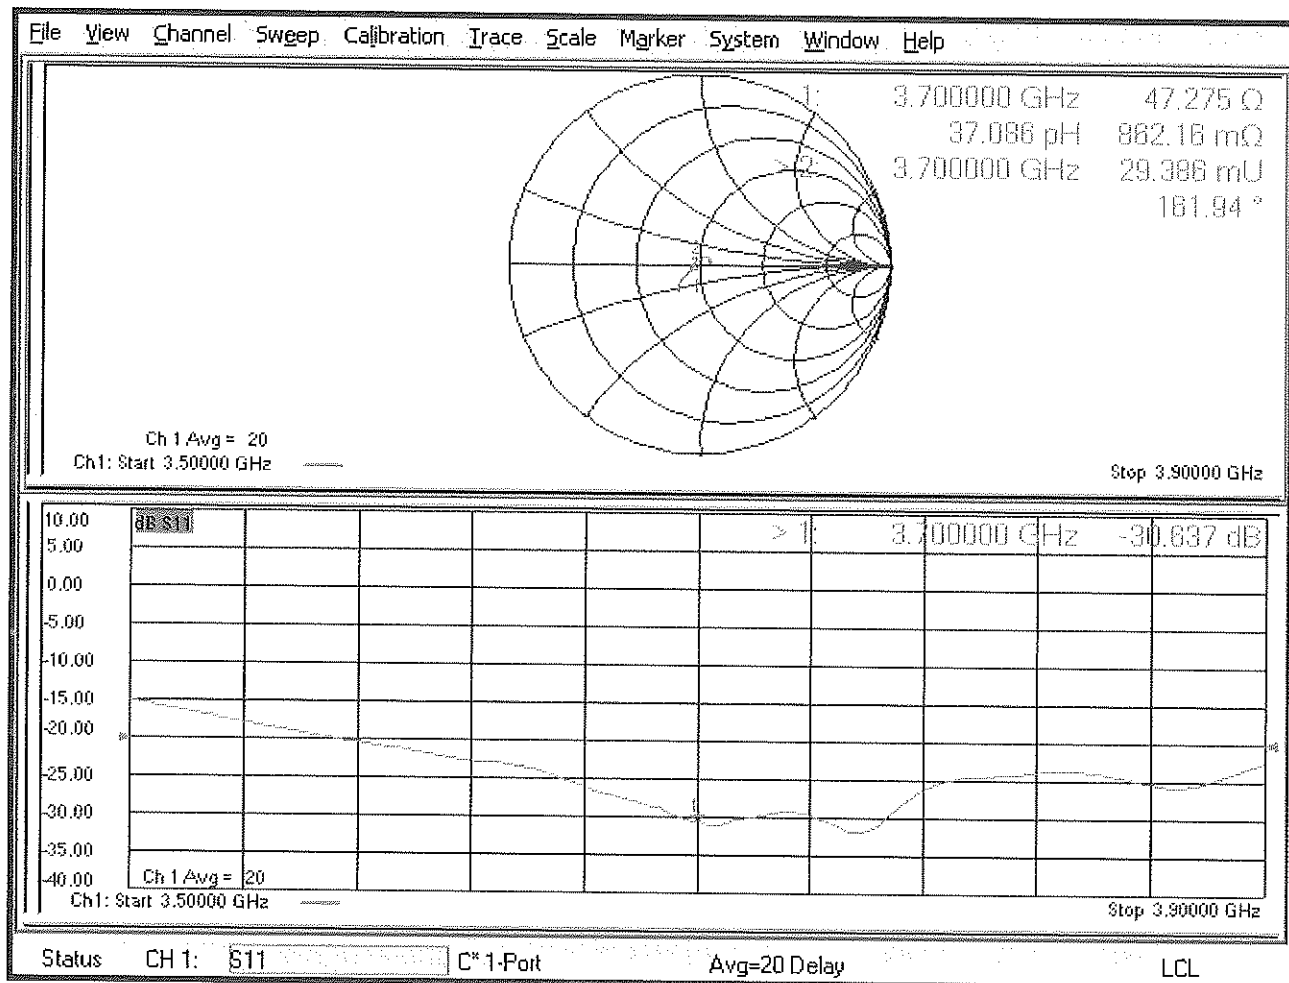 File View Channel Sweep Calibration Trace Scale Marker System Window Help
1: 3.700000 GHz 47.275 Ω
37.086 pH 862.16 mΩ
> 2: 3.700000 GHz 29.386 mU
161.94 °
Ch 1 Avg = 20
Ch1: Start 3.50000 GHz
Stop 3.90000 GHz
10.00
dB S11
> 1: 3.700000 GHz -30.637 dB
5.00
0.00
-5.00
-10.00
-15.00
-20.00
-25.00
-30.00
-35.00
-40.00
Ch 1 Avg = 20
Ch1: Start 3.50000 GHz
Stop 3.90000 GHz
Status CH 1: S11 C* 1-Port Avg=20 Delay LCL